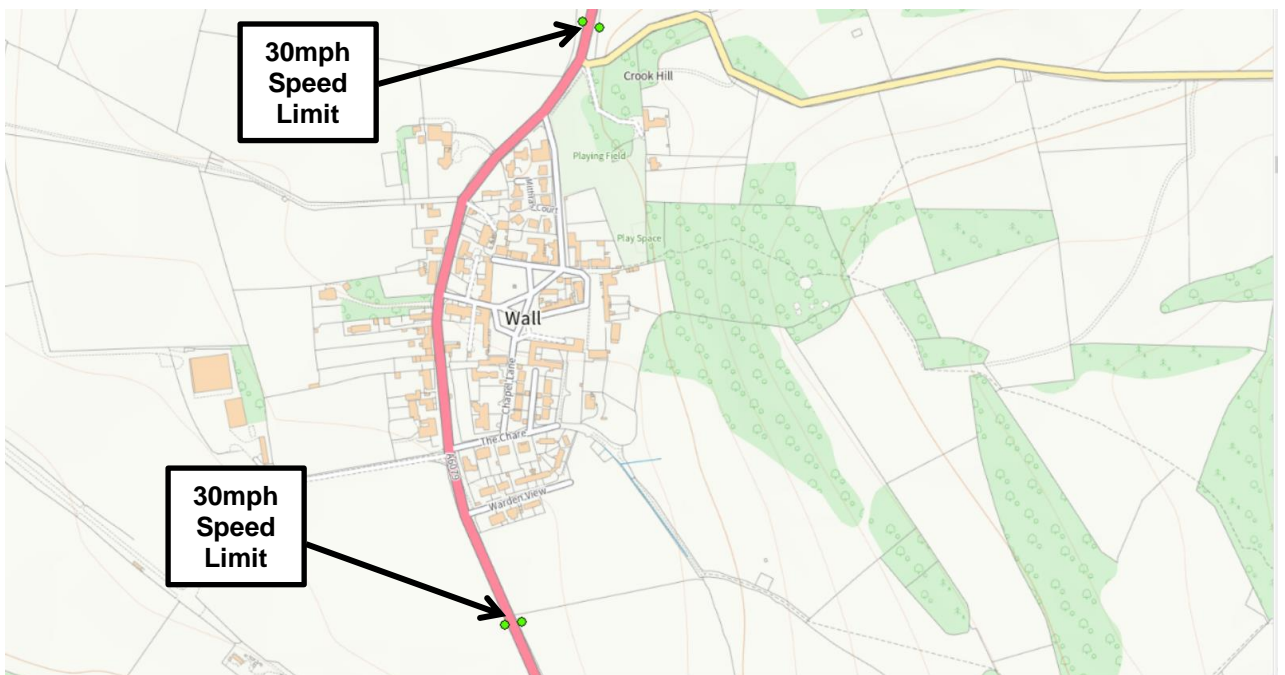 30mph
Speed
Limit
Crook Hill
Playing Field
Mithras Court
Play Space
Wall
Chapel Lane
The Chare
A6079
Warden View
30mph
Speed
Limit